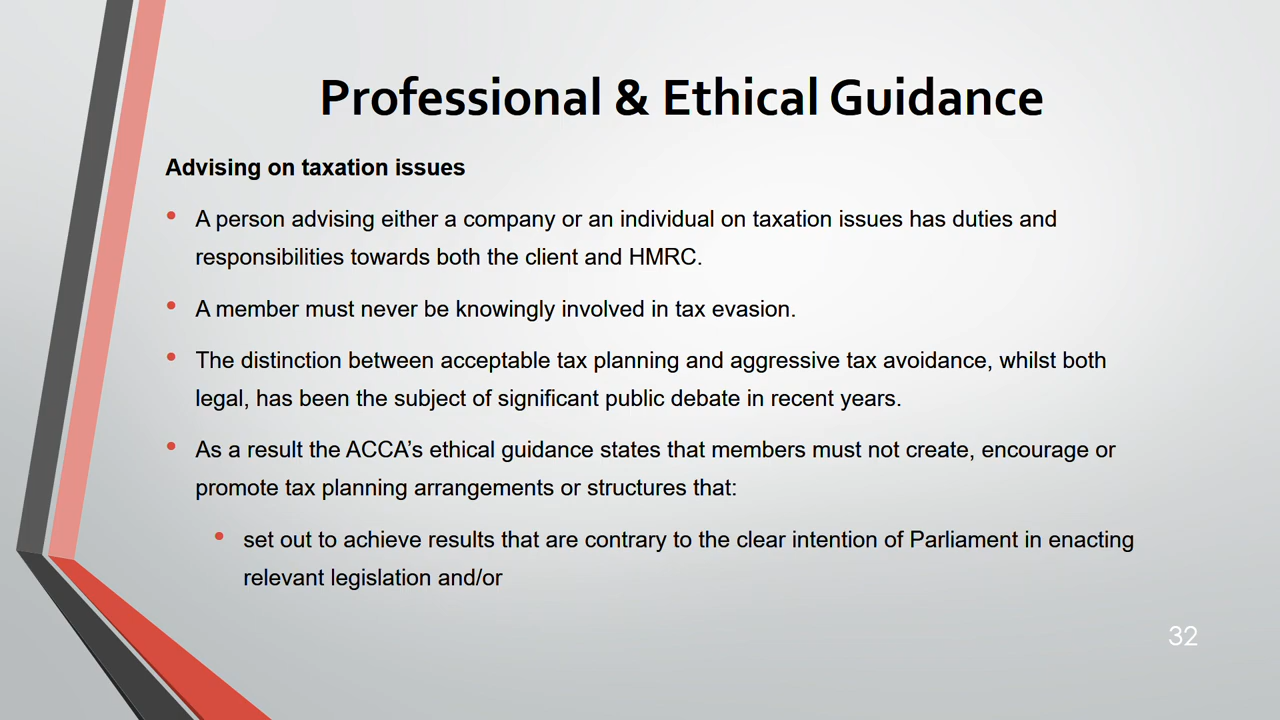 Professional & Ethical Guidance
Advising on taxation issues
• A person advising either a company or an individual on taxation issues has duties and
responsibilities towards both the client and HMRC.
• A member must never be knowingly involved in tax evasion.
• The distinction between acceptable tax planning and aggressive tax avoidance, whilst both
legal, has been the subject of significant public debate in recent years.
• As a result the ACCA’s ethical guidance states that members must not create, encourage or
promote tax planning arrangements or structures that:
• set out to achieve results that are contrary to the clear intention of Parliament in enacting
relevant legislation and/or
32